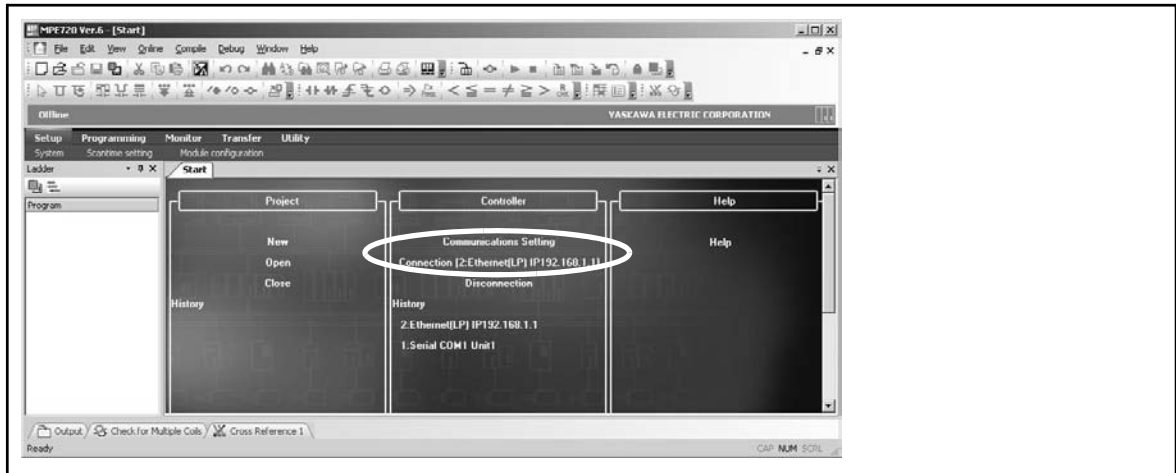 MPE720 Ver.6 - [Start]
File Edit View Online Compile Debug Window Help
Offline
YASKAWA ELECTRIC CORPORATION
Setup Programming Monitor Transfer Utility
System Scantime setting Module configuration
Ladder
Start
Program
Project
Controller
Help
New
Communications Setting
Help
Open
Connection [2:Ethernet(LP) IP192.168.1.1]
Close
Disconnection
History
History
2.Ethernet(LP) IP192.168.1.1
1.Serial COM1 Unit1
Output
Check for Multiple Coils
Cross Reference 1
Ready
CAP NUM SCRL